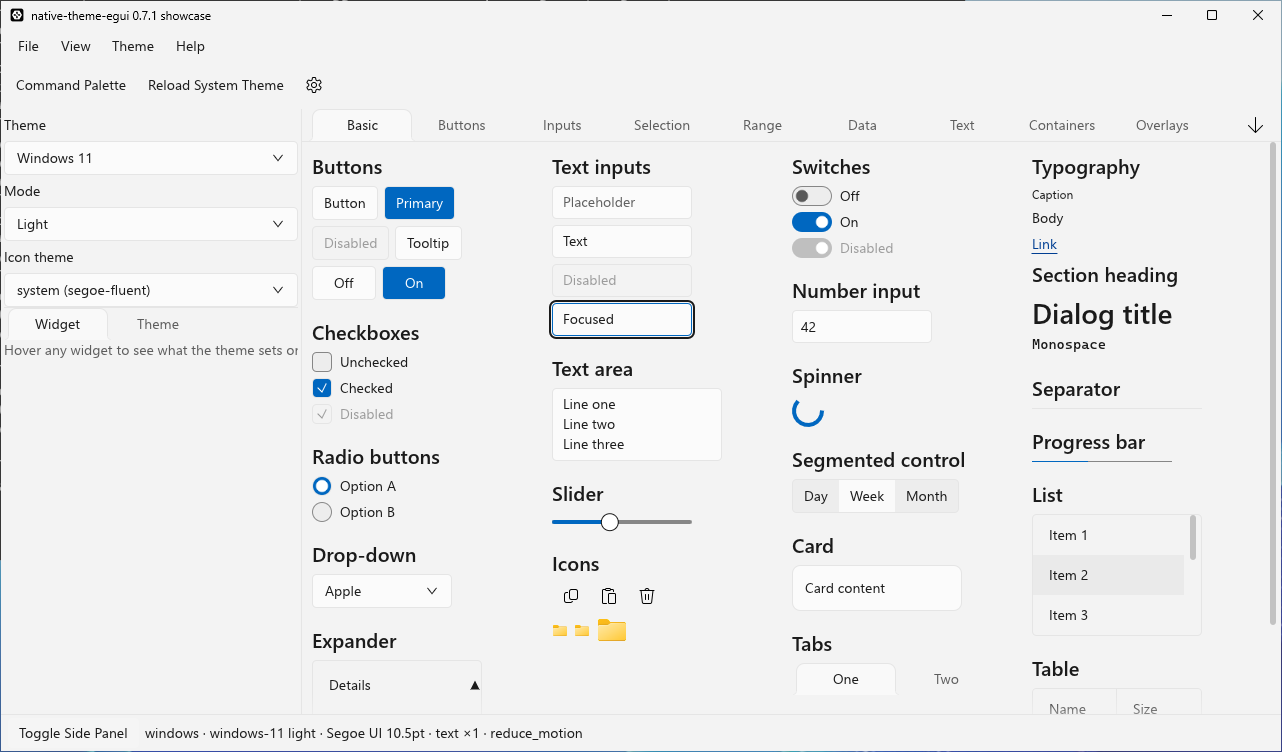 native-theme-egui 0.7.1 showcase
File View Theme Help
Command Palette Reload System Theme
Theme
Windows 11
Mode
Light
Icon theme
system (segoe-fluent)
Widget Theme
Hover any widget to see what the theme sets or
Basic Buttons Inputs Selection Range Data Text Containers Overlays
Buttons
Button Primary
Disabled Tooltip
Off On
Checkboxes
Unchecked
Checked
Disabled
Radio buttons
Option A
Option B
Drop-down
Apple
Expander
Details
Text inputs
Placeholder
Text
Disabled
Focused
Text area
Line one
Line two
Line three
Slider
Icons
Switches
Off
On
Disabled
Number input
42
Spinner
Segmented control
Day Week Month
Card
Card content
Tabs
One Two
Typography
Caption
Body
Link
Section heading
Dialog title
Monospace
Separator
Progress bar
List
Item 1
Item 2
Item 3
Table
Name Size
Toggle Side Panel windows · windows-11 light · Segoe UI 10.5pt · text ×1 · reduce_motion